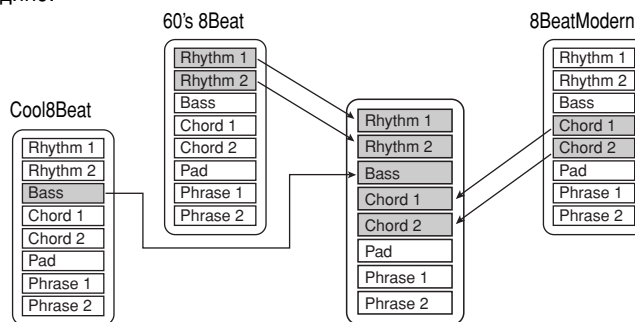 60's 8Beat
Rhythm 1
Rhythm 2
Bass
Chord 1
Chord 2
Pad
Phrase 1
Phrase 2
8BeatModern
Rhythm 1
Rhythm 2
Bass
Chord 1
Chord 2
Pad
Phrase 1
Phrase 2
Cool8Beat
Rhythm 1
Rhythm 2
Bass
Chord 1
Chord 2
Pad
Phrase 1
Phrase 2
Rhythm 1
Rhythm 2
Bass
Chord 1
Chord 2
Pad
Phrase 1
Phrase 2